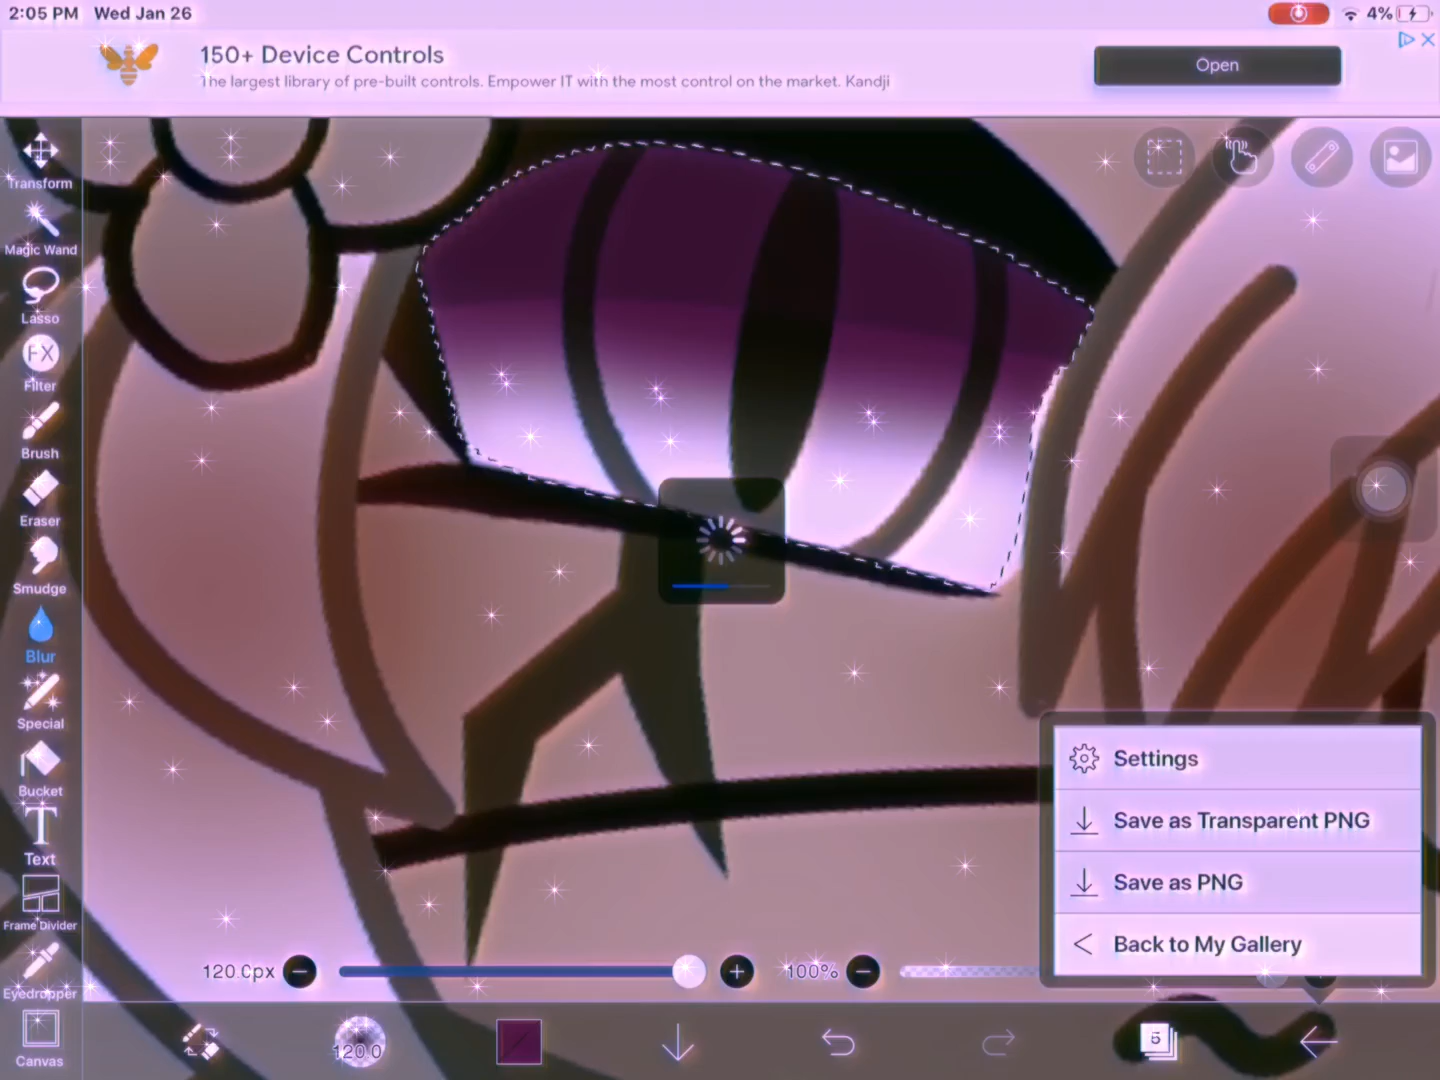 2:05 PM Wed Jan 26
4%
150+ Device Controls
The largest library of pre-built controls. Empower IT with the most control on the market. Kandji
Open
Transform
Magic Wand
Lasso
FX
Filter
Brush
Eraser
Smudge
Blur
Special
Bucket
T
Text
Frame Divider
Eyedropper
Canvas
Settings
Save as Transparent PNG
Save as PNG
Back to My Gallery
120.0px
100%
120.0
5